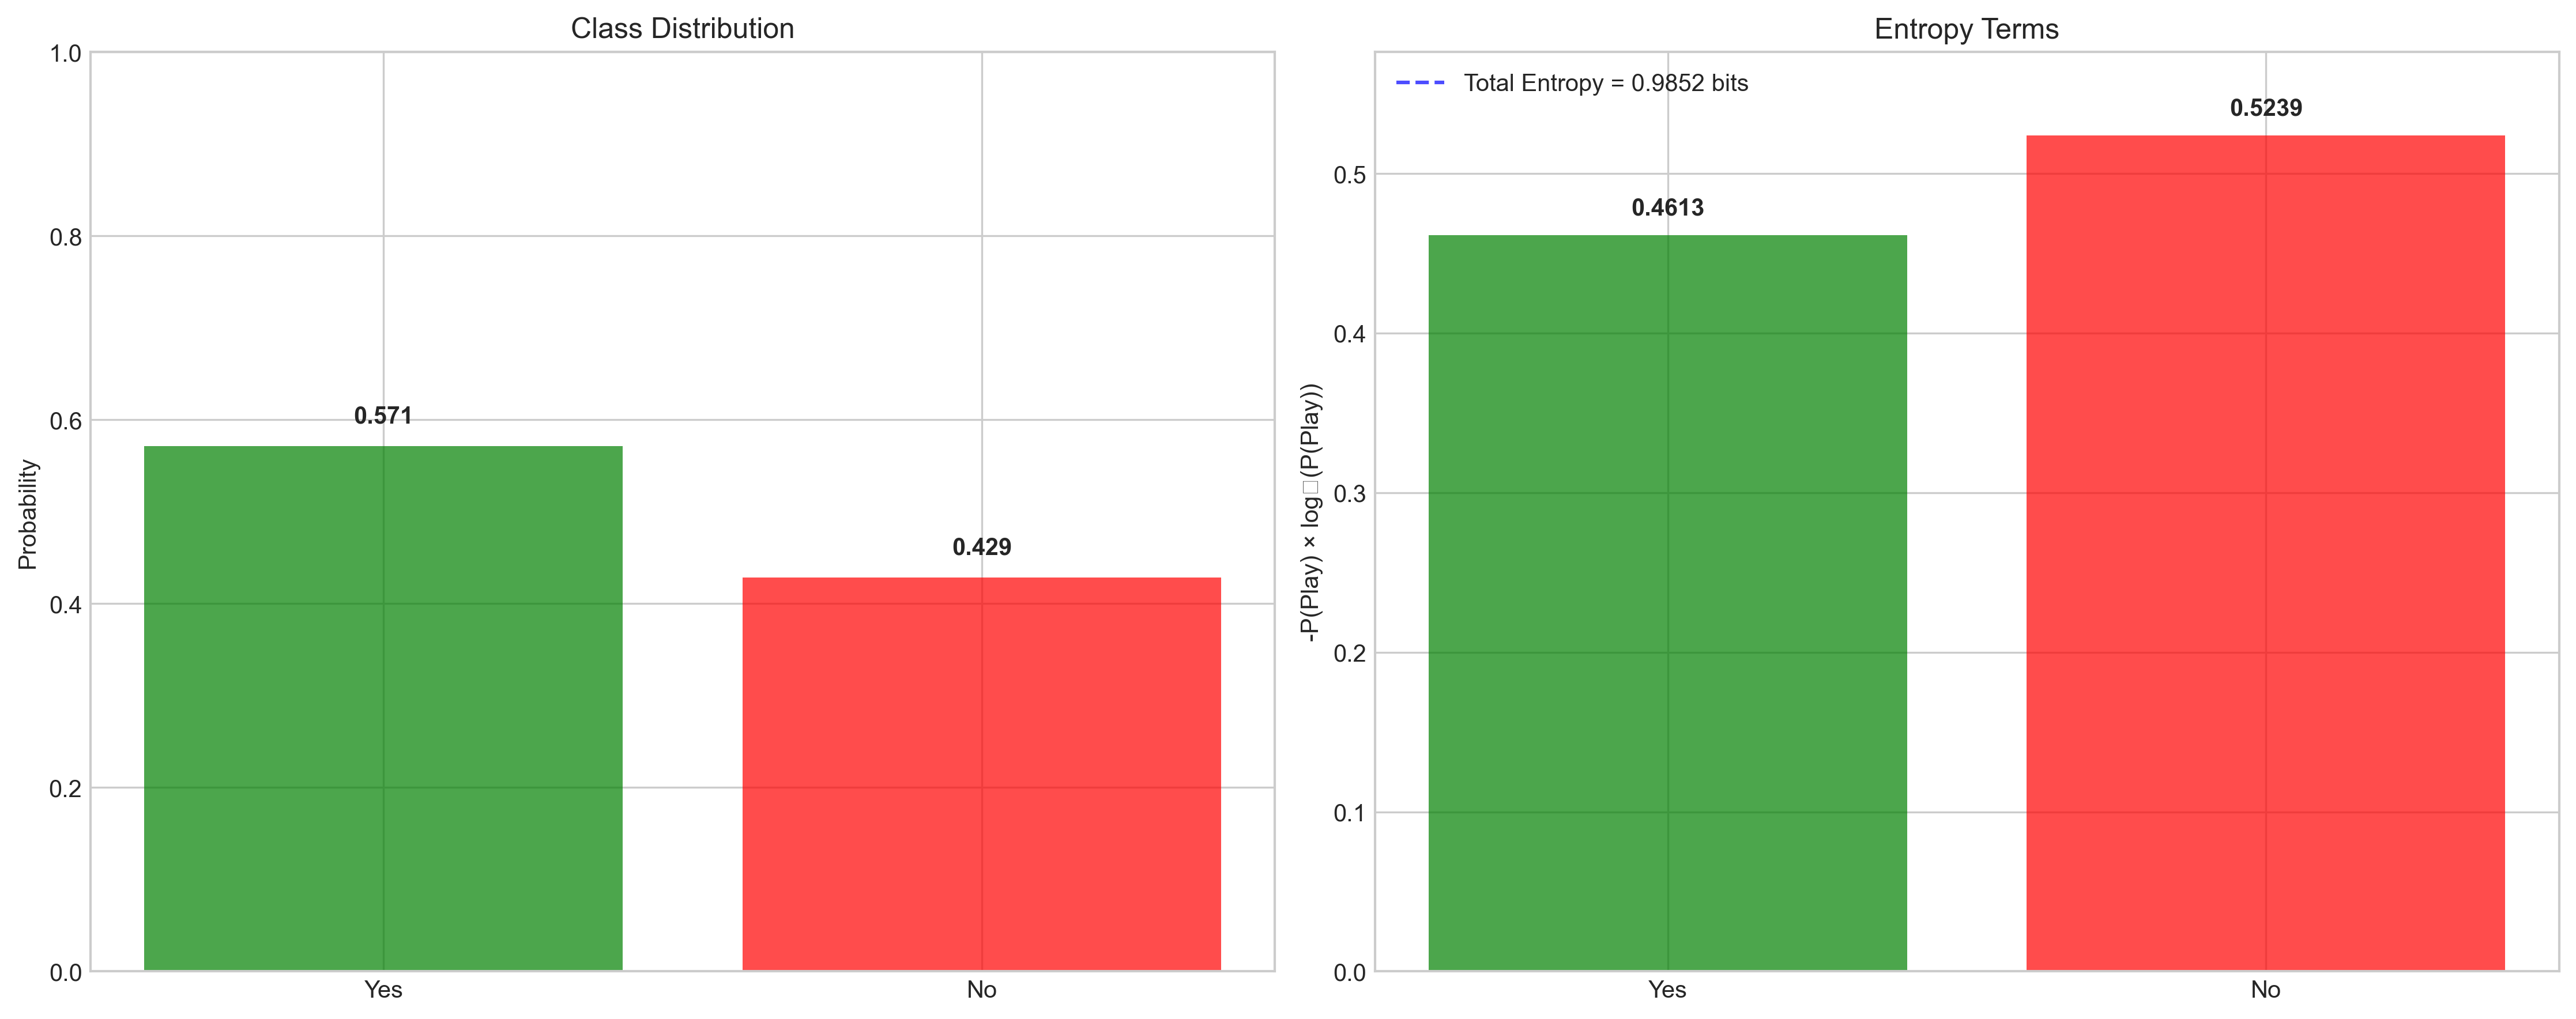 Class Distribution
Probability
1.0
0.8
0.6
0.4
0.2
0.0
0.571
0.429
Yes
No
Entropy Terms
-P(Play) × log□(P(Play))
Total Entropy = 0.9852 bits
0.5
0.4
0.3
0.2
0.1
0.0
0.4613
0.5239
Yes
No